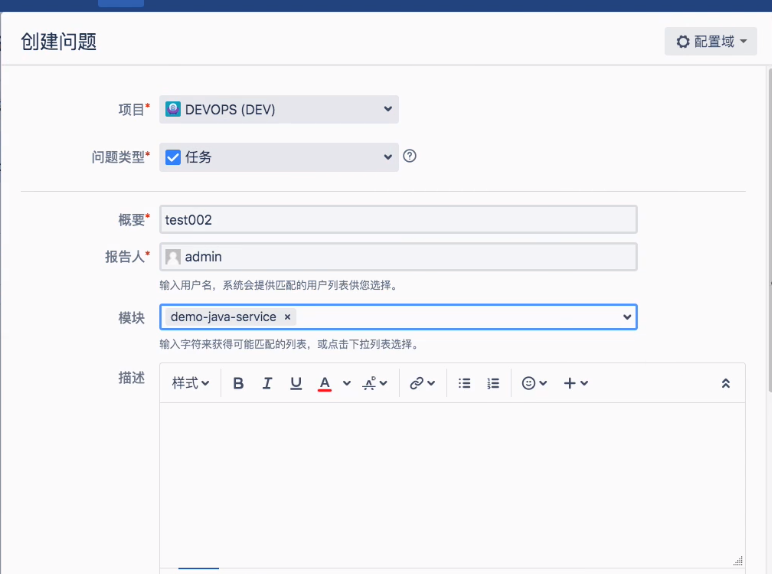 创建问题
配置域
项目* DEVOPS (DEV)
问题类型* 任务
概要* test002
报告人* admin
输入用户名，系统会提供匹配的用户列表供您选择。
模块 demo-java-service ×
输入字符来获得可能匹配的列表，或点击下拉列表选择。
描述 样式 B I U A